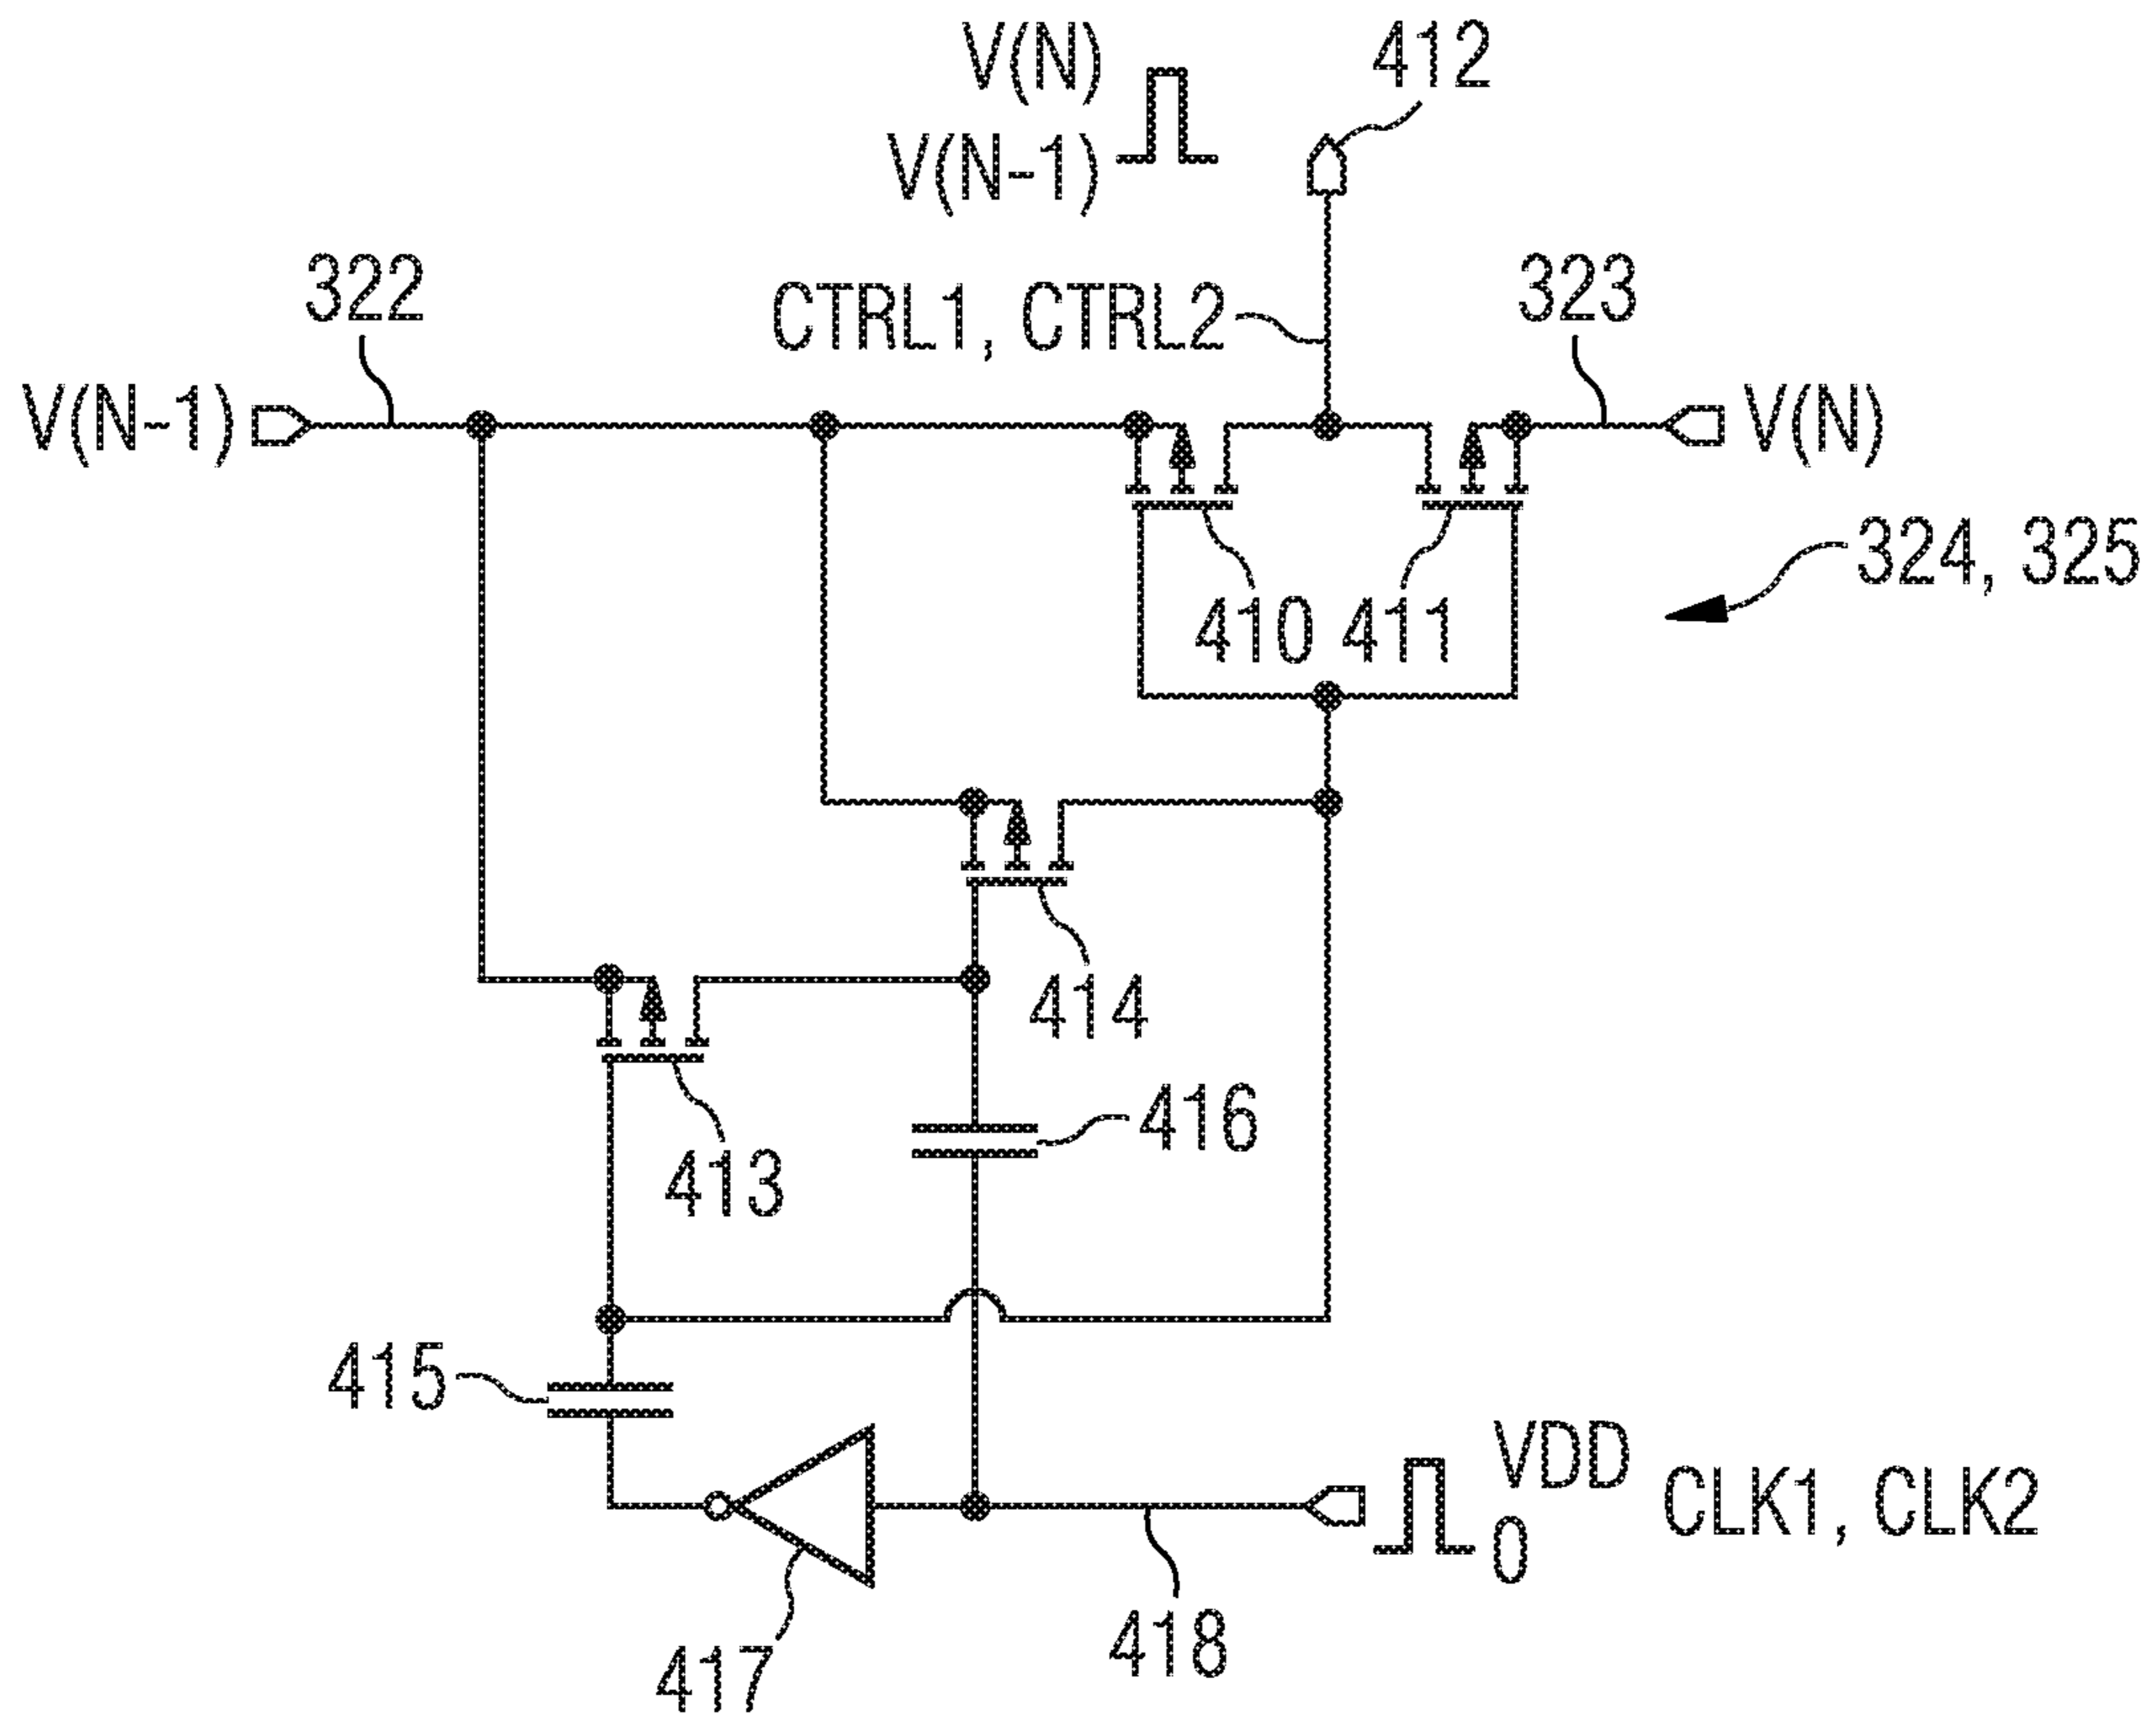 V(N)
412
V(N-1)
322
CTRL1, CTRL2
323
V(N-1)
V(N)
324, 325
410
411
414
416
413
415
VDD
CLK1, CLK2
0
418
417